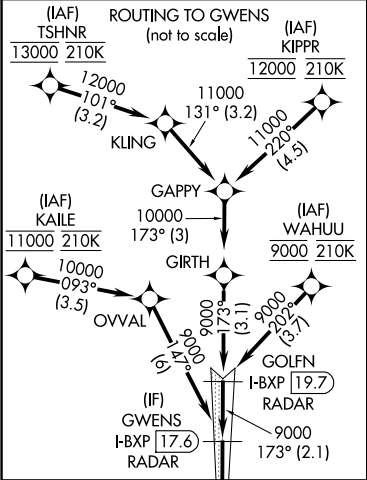 ROUTING TO GWENS
(not to scale)
(IAF)
TSHNR
13000 210K
(IAF)
KIPPR
12000 210K
12000
101°
(3.2)
KLING
11000
131° (3.2)
11000
220°
(4.5)
GAPPY
10000
173° (3)
(IAF)
KAILE
11000 210K
(IAF)
WAHUU
9000 210K
GIRTH
10000
093°
(3.5)
OVVAL
9000
147°
(6)
9000
173°
(3.1)
9000
202°
(3.7)
GOLFN
I-BXP 19.7
RADAR
(IF)
GWENS
I-BXP 17.6
RADAR
9000
173° (2.1)